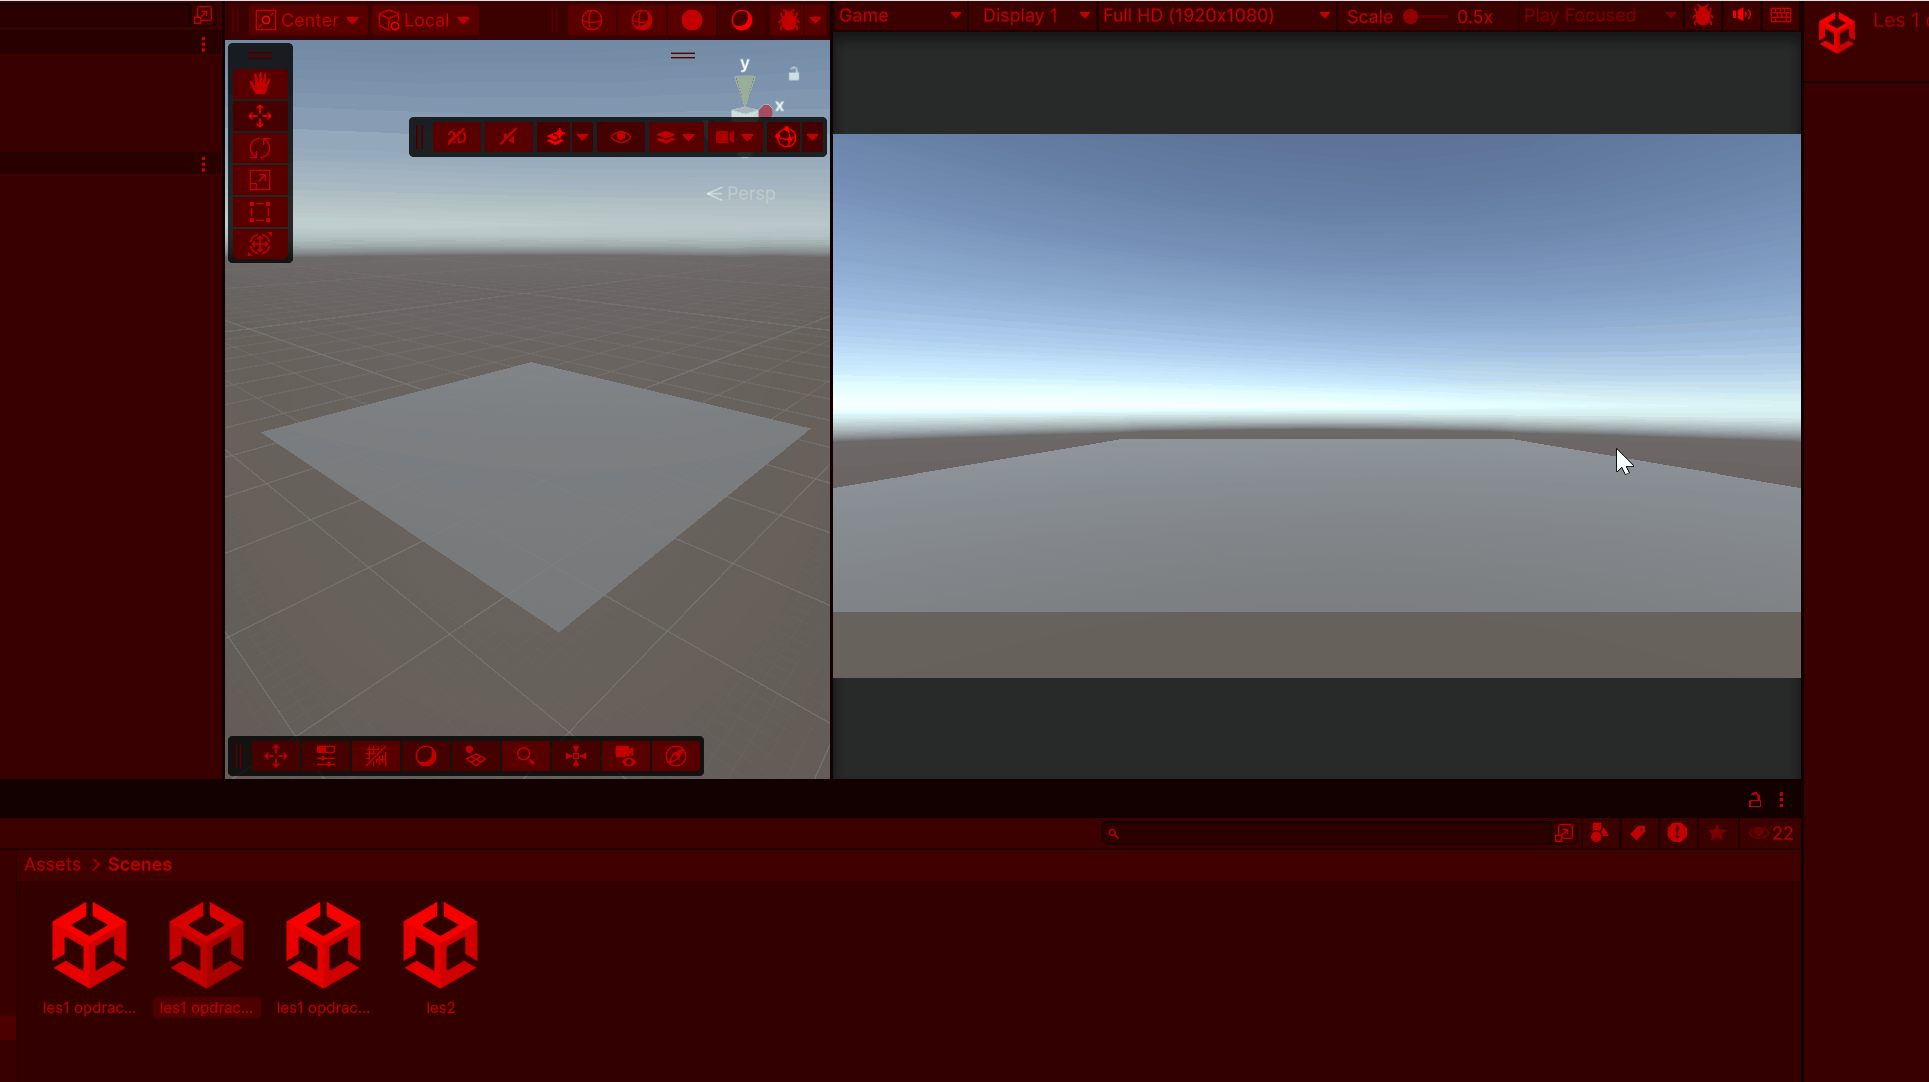 Center
Local
Game
Display 1
Full HD (1920x1080)
Scale
0.5x
Play Focused
Les 1
y
x
2D
Persp
22
Assets > Scenes
les1 opdrac...
les1 opdrac...
les1 opdrac...
les2